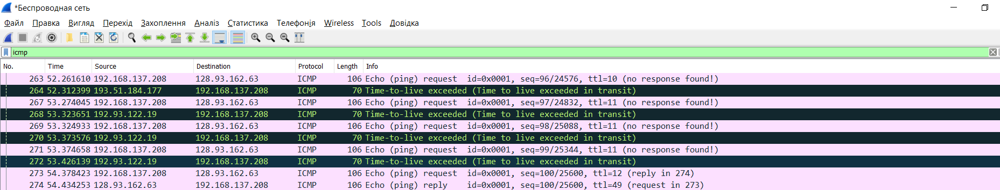 *Беспроводная сеть
Файл Правка Вигляд Перехід Захоплення Аналіз Статистика Телефонія Wireless Tools Довідка
icmp
No. Time Source Destination Protocol Length Info
263 52.261610 192.168.137.208 128.93.162.63 ICMP 106 Echo (ping) request id=0x0001, seq=96/24576, ttl=10 (no response found!)
264 52.312399 193.51.184.177 192.168.137.208 ICMP 70 Time-to-live exceeded (Time to live exceeded in transit)
267 53.274045 192.168.137.208 128.93.162.63 ICMP 106 Echo (ping) request id=0x0001, seq=97/24832, ttl=11 (no response found!)
268 53.323651 192.93.122.19 192.168.137.208 ICMP 70 Time-to-live exceeded (Time to live exceeded in transit)
269 53.324933 192.168.137.208 128.93.162.63 ICMP 106 Echo (ping) request id=0x0001, seq=98/25088, ttl=11 (no response found!)
270 53.373576 192.93.122.19 192.168.137.208 ICMP 70 Time-to-live exceeded (Time to live exceeded in transit)
271 53.374658 192.168.137.208 128.93.162.63 ICMP 106 Echo (ping) request id=0x0001, seq=99/25344, ttl=11 (no response found!)
272 53.426139 192.93.122.19 192.168.137.208 ICMP 70 Time-to-live exceeded (Time to live exceeded in transit)
273 54.378423 192.168.137.208 128.93.162.63 ICMP 106 Echo (ping) request id=0x0001, seq=100/25600, ttl=12 (reply in 274)
274 54.434253 128.93.162.63 192.168.137.208 ICMP 106 Echo (ping) reply id=0x0001, seq=100/25600, ttl=49 (request in 273)